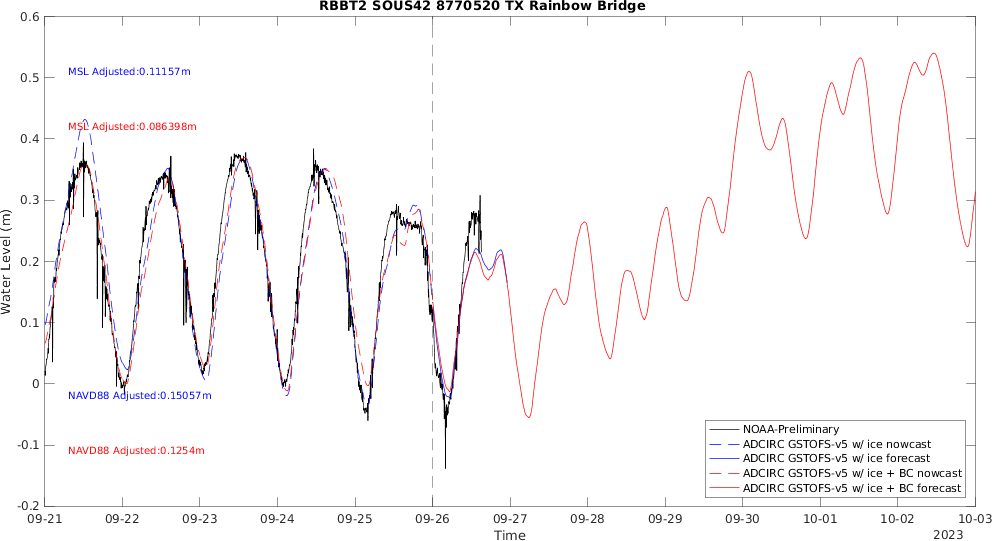 RBBT2 SOUS42 8770520 TX Rainbow Bridge
0.6
0.5
0.4
0.3
0.2
0.1
0
-0.1
-0.2
Water Level (m)
MSL Adjusted:0.11157m
MSL Adjusted:0.086398m
NAVD88 Adjusted:0.15057m
NAVD88 Adjusted:0.1254m
NOAA-Preliminary
ADCIRC GSTOFS-v5 w/ ice nowcast
ADCIRC GSTOFS-v5 w/ ice forecast
ADCIRC GSTOFS-v5 w/ ice + BC nowcast
ADCIRC GSTOFS-v5 w/ ice + BC forecast
09-21 09-22 09-23 09-24 09-25 09-26 09-27 09-28 09-29 09-30 10-01 10-02 10-03
Time
2023